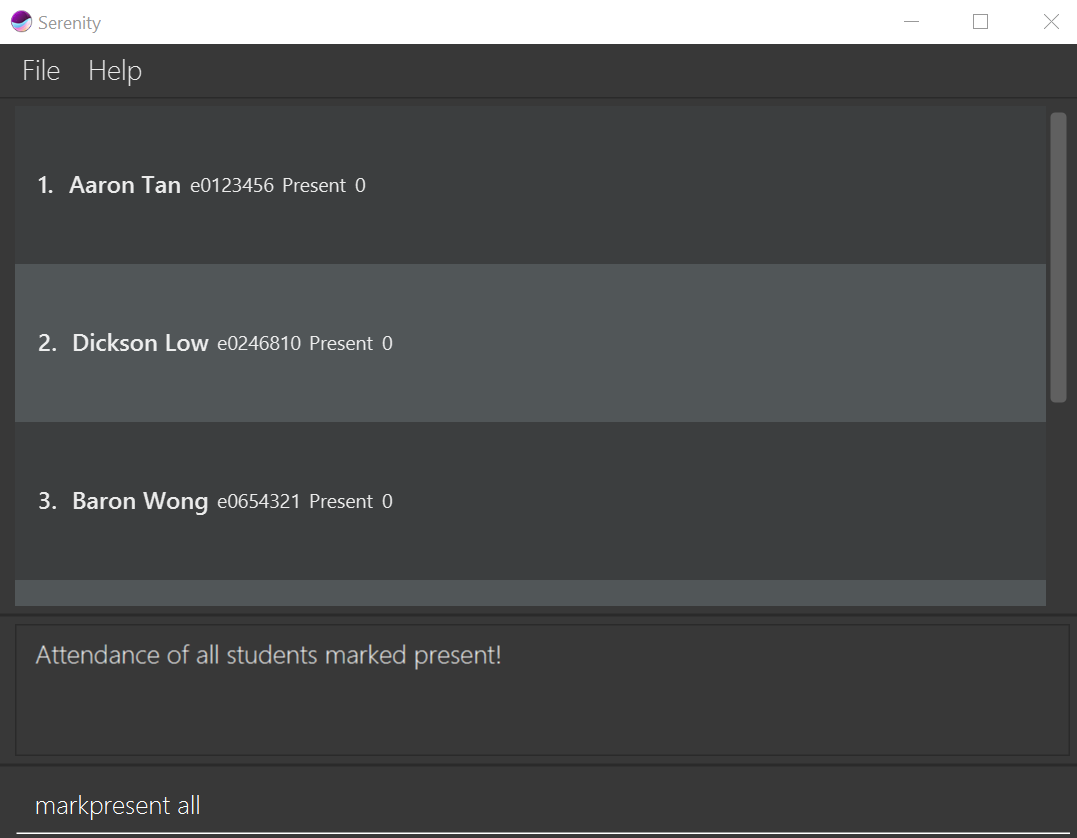 Serenity
File Help
1. Aaron Tan e0123456 Present 0
2. Dickson Low e0246810 Present 0
3. Baron Wong e0654321 Present 0
Attendance of all students marked present!
markpresent all